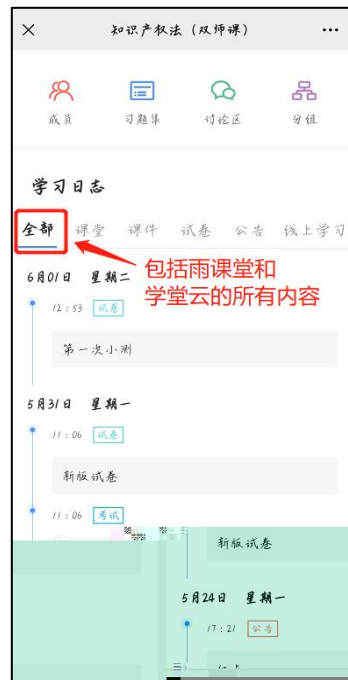 知识产权法（双师课）
成员 习题集 讨论区 分组
学习日志
全部 课堂 课件 试卷 公告 线上学习
包括雨课堂和
学堂云的所有内容
6月01日 星期二
12:53 试卷
第一次小测
5月31日 星期一
11:06 试卷
新版试卷
11:06 考试
新版试卷
5月24日 星期一
17:21 公告